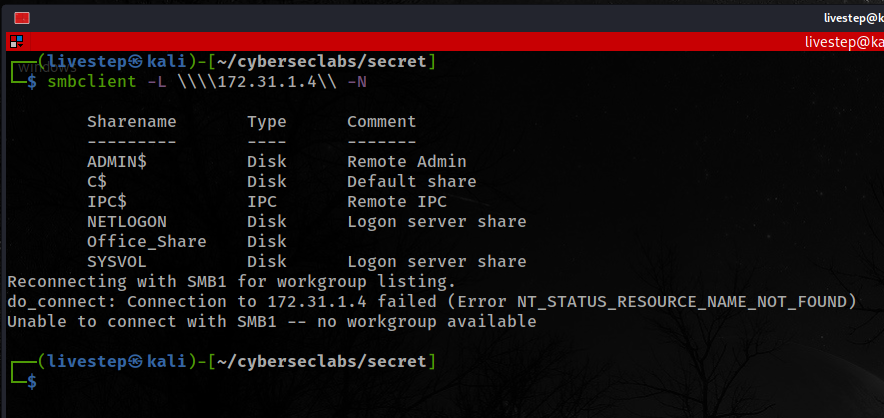 livestep@
livestep@ka
(livestep㉿kali)-[~/cyberseclabs/secret]
windows
$ smbclient -L \\\\172.31.1.4\\ -N
Sharename Type Comment
--------- ---- -------
ADMIN$ Disk Remote Admin
C$ Disk Default share
IPC$ IPC Remote IPC
NETLOGON Disk Logon server share
Office_Share Disk
SYSVOL Disk Logon server share
Reconnecting with SMB1 for workgroup listing.
do_connect: Connection to 172.31.1.4 failed (Error NT_STATUS_RESOURCE_NAME_NOT_FOUND)
Unable to connect with SMB1 -- no workgroup available
(livestep㉿kali)-[~/cyberseclabs/secret]
$